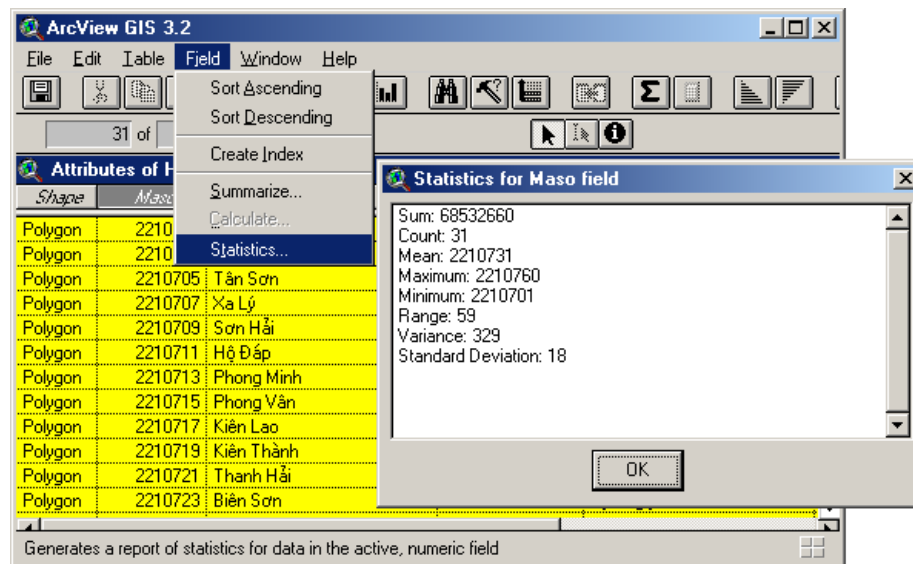 ArcView GIS 3.2
File Edit Table Field Window Help
Sort Ascending
Sort Descending
Create Index
Summarize...
Calculate...
Statistics...
31 of
Attributes of H
Shape Maso
Polygon 2210
Polygon 2210
Polygon 2210705 Tân Sơn
Polygon 2210707 Xa Lý
Polygon 2210709 Sơn Hải
Polygon 2210711 Hộ Đáp
Polygon 2210713 Phong Minh
Polygon 2210715 Phong Vân
Polygon 2210717 Kiên Lao
Polygon 2210719 Kiên Thành
Polygon 2210721 Thanh Hải
Polygon 2210723 Biên Sơn
Statistics for Maso field
Sum: 68532660
Count: 31
Mean: 2210731
Maximum: 2210760
Minimum: 2210701
Range: 59
Variance: 329
Standard Deviation: 18
OK
Generates a report of statistics for data in the active, numeric field